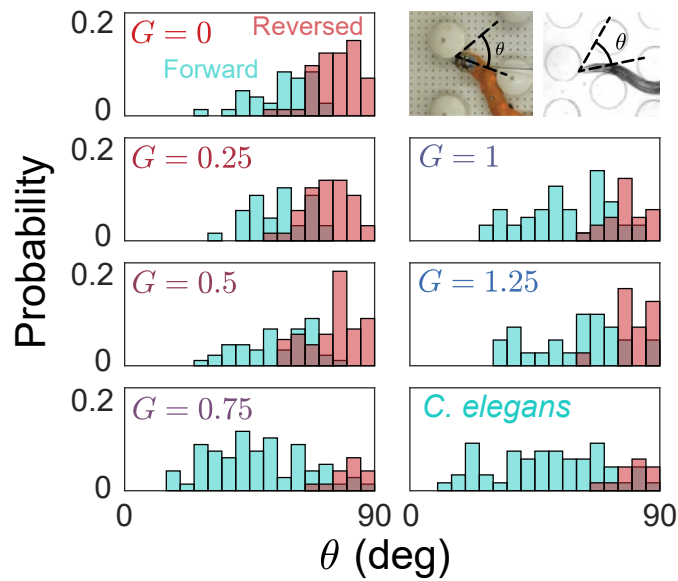 0.2
G = 0
Reversed
Forward
0
θ
θ
Probability
0.2
G = 0.25
0
G = 1
0.2
G = 0.5
0
G = 1.25
0.2
G = 0.75
0
C. elegans
0
90
0
90
θ (deg)